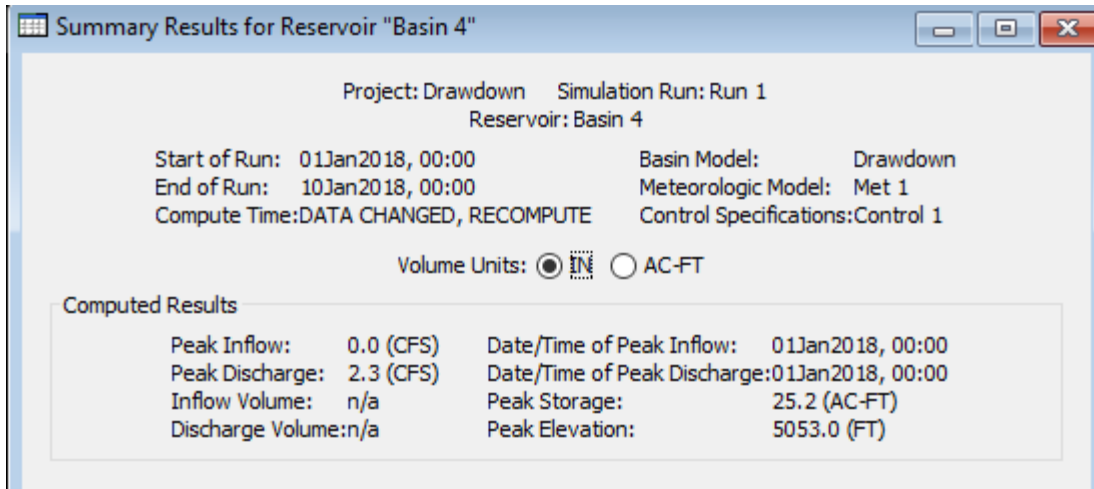 Summary Results for Reservoir "Basin 4"
Project: Drawdown Simulation Run: Run 1
Reservoir: Basin 4
Start of Run: 01Jan2018, 00:00 Basin Model: Drawdown
End of Run: 10Jan2018, 00:00 Meteorologic Model: Met 1
Compute Time:DATA CHANGED, RECOMPUTE Control Specifications:Control 1
Volume Units: IN AC-FT
Computed Results
Peak Inflow: 0.0 (CFS) Date/Time of Peak Inflow: 01Jan2018, 00:00
Peak Discharge: 2.3 (CFS) Date/Time of Peak Discharge:01Jan2018, 00:00
Inflow Volume: n/a Peak Storage: 25.2 (AC-FT)
Discharge Volume:n/a Peak Elevation: 5053.0 (FT)